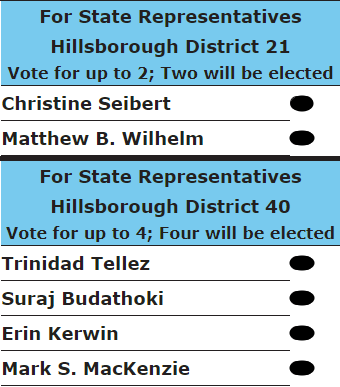 For State Representatives
Hillsborough District 21
Vote for up to 2; Two will be elected
Christine Seibert
Matthew B. Wilhelm
For State Representatives
Hillsborough District 40
Vote for up to 4; Four will be elected
Trinidad Tellez
Suraj Budathoki
Erin Kerwin
Mark S. MacKenzie